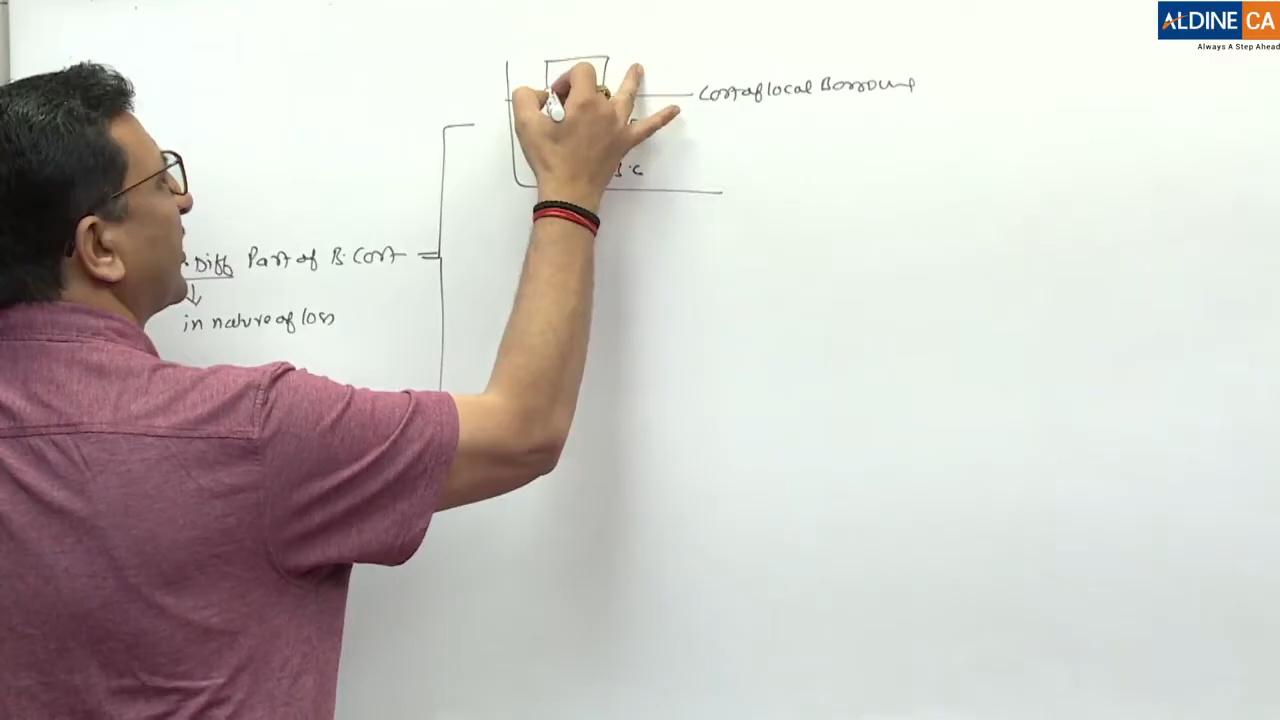 ALDINE CA
Always A Step Ahead
Cost of local Borrowing
B.C
Diff Part of B. Cost
in nature of loss